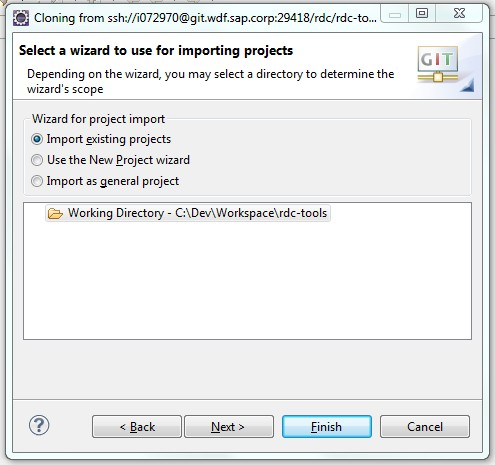 Cloning from ssh://i072970@git.wdf.sap.corp:29418/rdc/rdc-to...
Select a wizard to use for importing projects
Depending on the wizard, you may select a directory to determine the
wizard's scope
GIT
Wizard for project import
Import existing projects
Use the New Project wizard
Import as general project
Working Directory - C:\Dev\Workspace\rdc-tools
?
< Back
Next >
Finish
Cancel